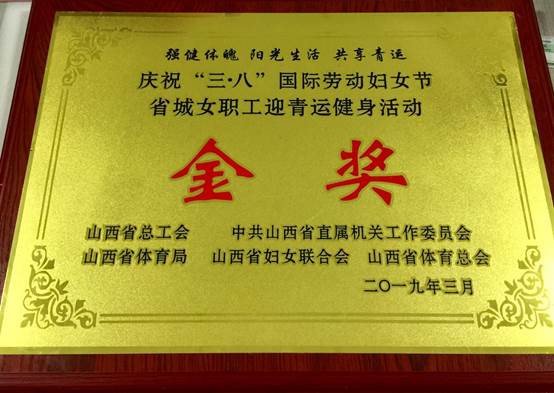 强健体魄 阳光生活 共享青运
庆祝“三·八”国际劳动妇女节
省城女职工迎青运健身活动
金 奖
山西省总工会 中共山西省直属机关工作委员会
山西省体育局 山西省妇女联合会 山西省体育总会
二〇一九年三月